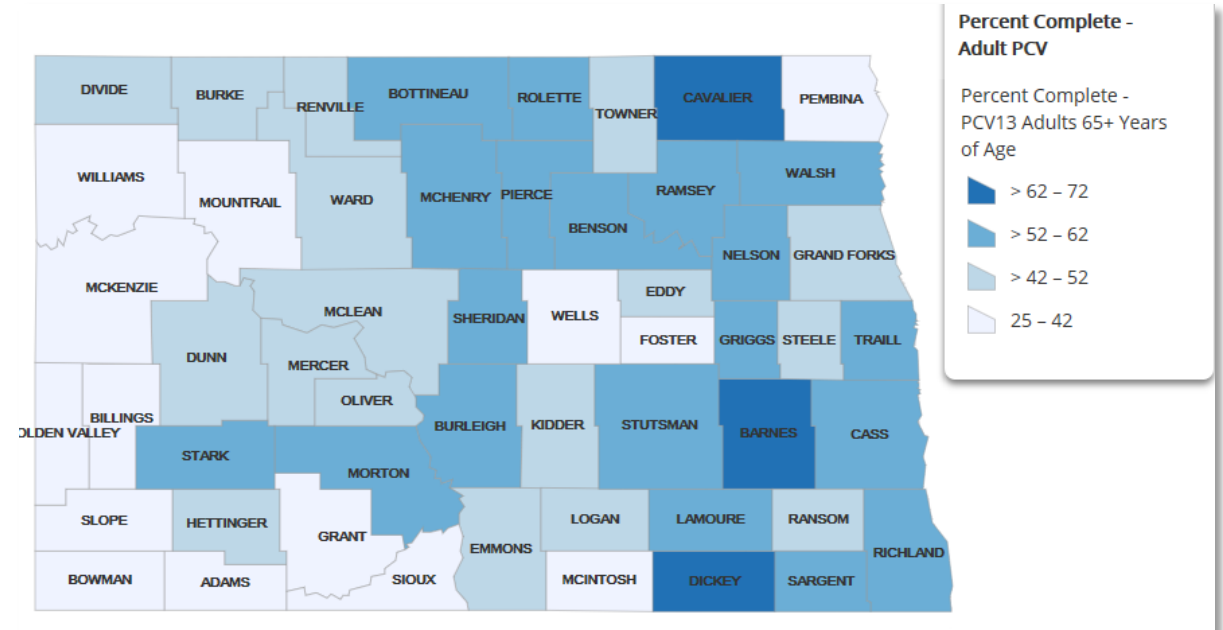 Percent Complete -
Adult PCV
Percent Complete -
PCV13 Adults 65+ Years
of Age
> 62 – 72
> 52 – 62
> 42 – 52
25 – 42
DIVIDE
BURKE
RENVILLE
BOTTINEAU
ROLETTE
TOWNER
CAVALIER
PEMBINA
WILLIAMS
MOUNTRAIL
WARD
MCHENRY
PIERCE
BENSON
RAMSEY
WALSH
MCKENZIE
NELSON
GRAND FORKS
DUNN
MCLEAN
MERCER
OLIVER
SHERIDAN
WELLS
EDDY
FOSTER
GRIGGS
STEELE
TRAILL
BILLINGS
OLDEN VALLEY
STARK
MORTON
BURLEIGH
KIDDER
STUTSMAN
BARNES
CASS
SLOPE
HETTINGER
GRANT
EMMONS
LOGAN
LAMOURE
RANSOM
RICHLAND
BOWMAN
ADAMS
SIOUX
MCINTOSH
DICKEY
SARGENT